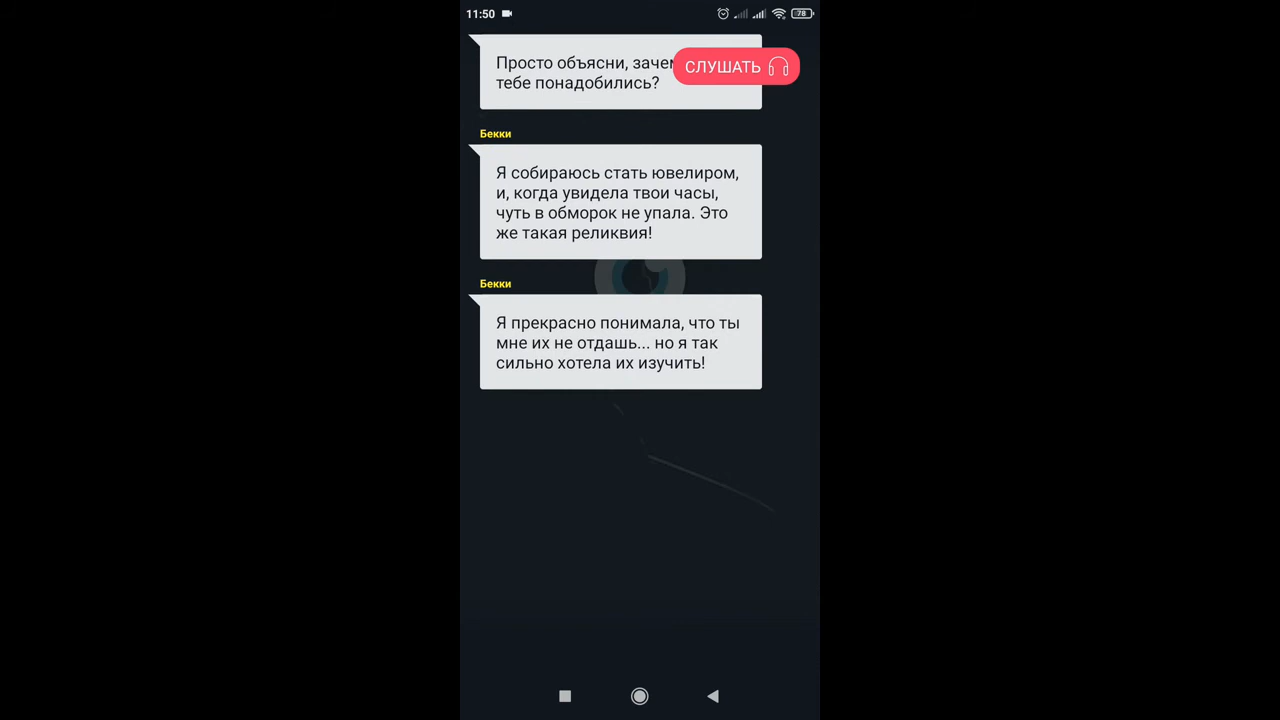 11:50
78
Просто объясни, зачем
СЛУШАТЬ
тебе понадобились?
Бекки
Я собираюсь стать ювелиром,
и, когда увидела твои часы,
чуть в обморок не упала. Это
же такая реликвия!
Бекки
Я прекрасно понимала, что ты
мне их не отдашь... но я так
сильно хотела их изучить!